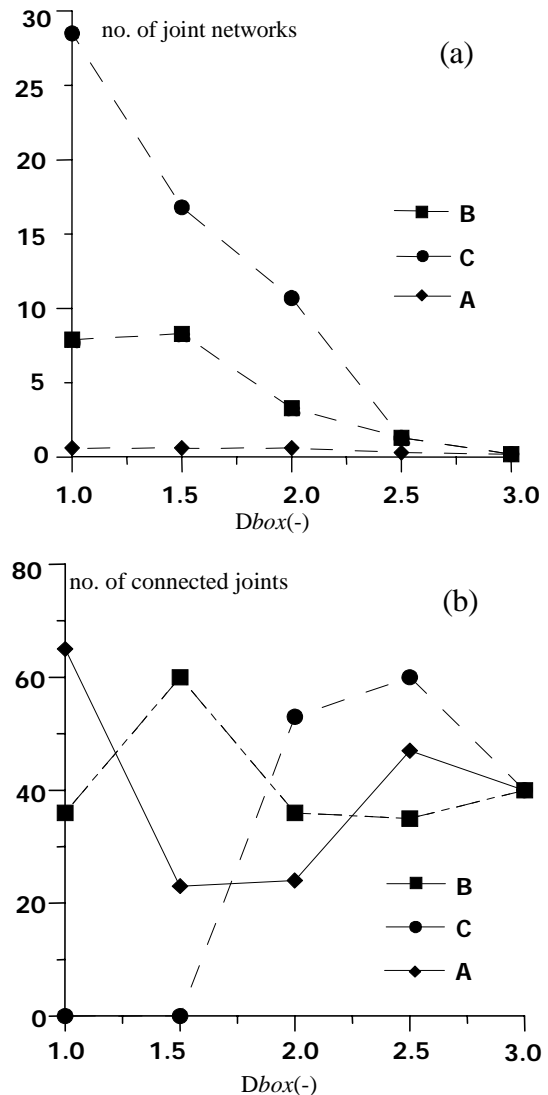 no. of joint networks
(a)
30
25
20
15
10
5
0
B
C
A
1.0 1.5 2.0 2.5 3.0
Dbox(-)
no. of connected joints
(b)
80
60
40
20
0
B
C
A
1.0 1.5 2.0 2.5 3.0
Dbox(-)